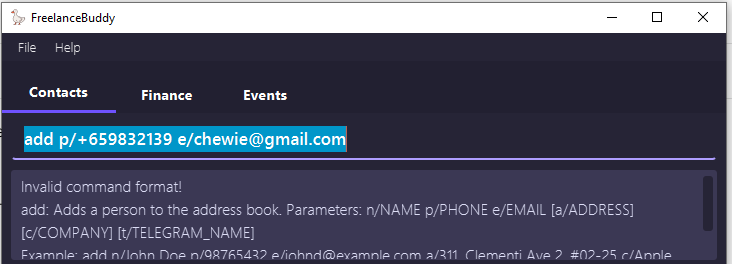 FreelanceBuddy
File Help
Contacts Finance Events
add p/+659832139 e/chewie@gmail.com
Invalid command format!
add: Adds a person to the address book. Parameters: n/NAME p/PHONE e/EMAIL [a/ADDRESS]
[c/COMPANY] [t/TELEGRAM_NAME]
Example: add n/John Doe p/98765432 e/johnd@example.com a/311, Clementi Ave 2, #02-25 c/Apple